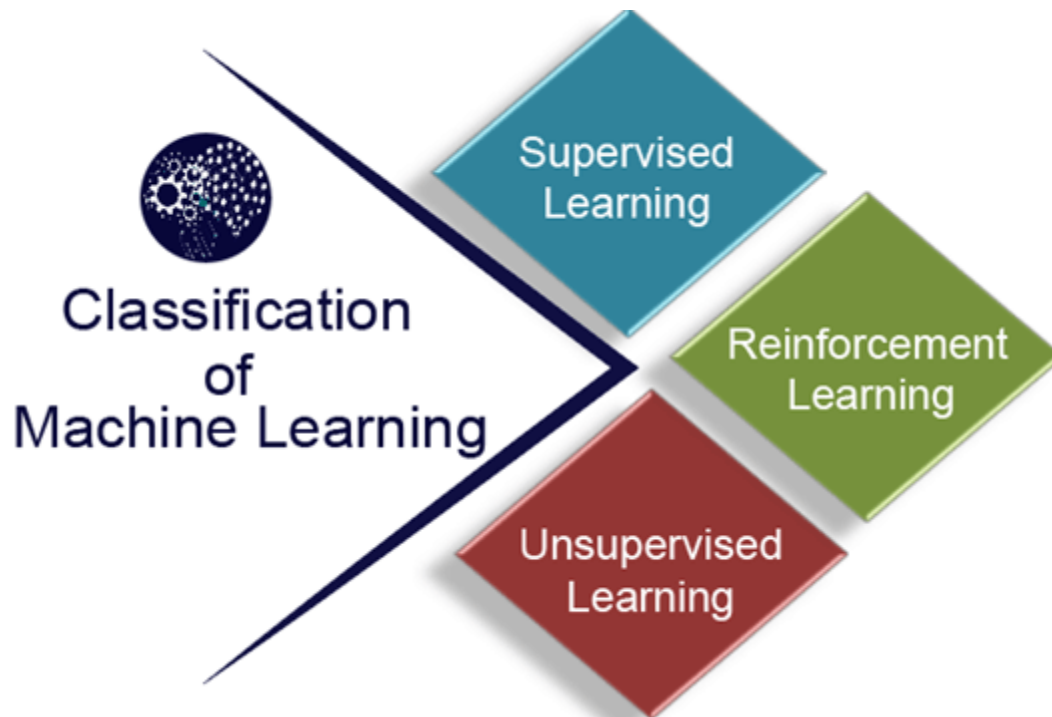 Classification
of
Machine Learning
Supervised
Learning
Reinforcement
Learning
Unsupervised
Learning